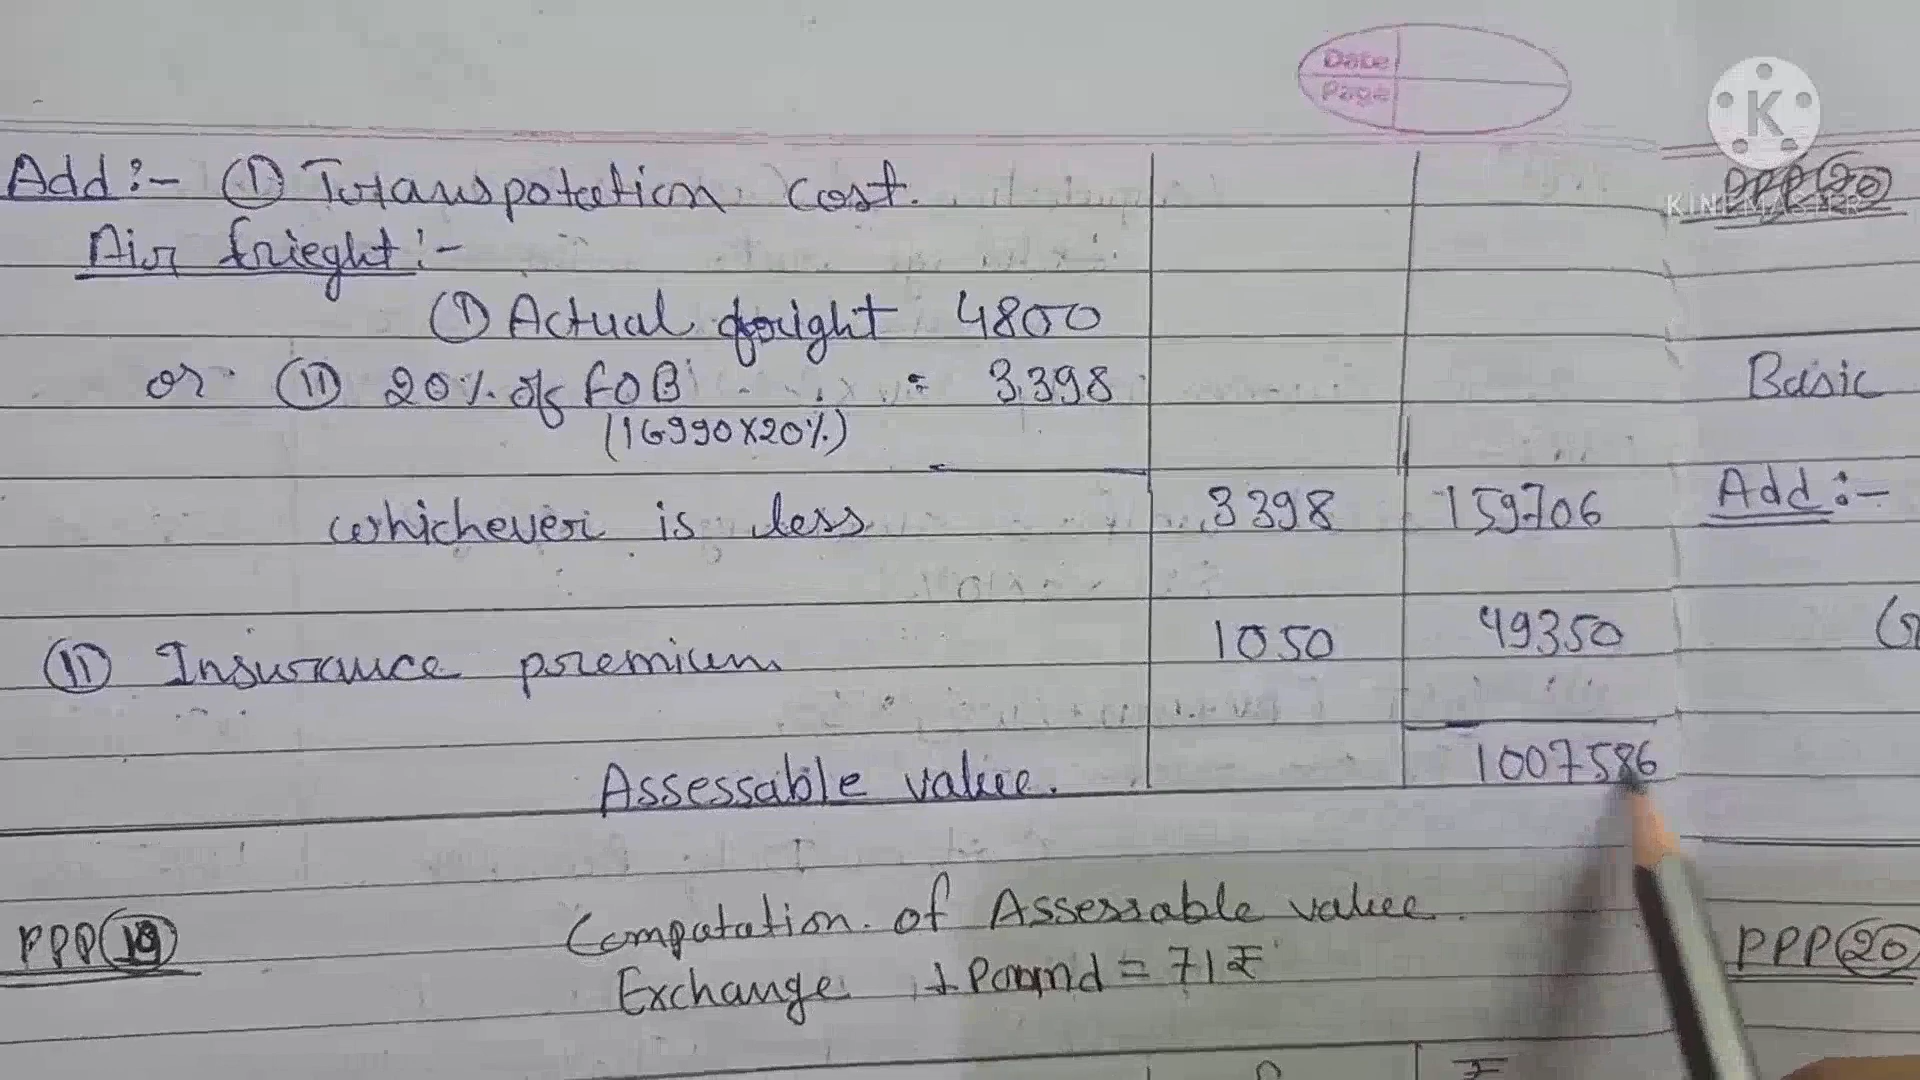 Date
Page
K
KINEMASTER
PPP (20)
Add :- (I) Transpotation Cost.
Air frieght :-
(I) Actual freight 4800
or (II) 20% of FOB = 3398
(16990×20%)
Basic
whichever is less 3398 159706
Add :-
(II) Insurance premium 1050 49350
Assessable value. 1007586
PPP (19) Computation of Assessable value.
Exchange 1 Pound = 71₹
PPP (20)
₹